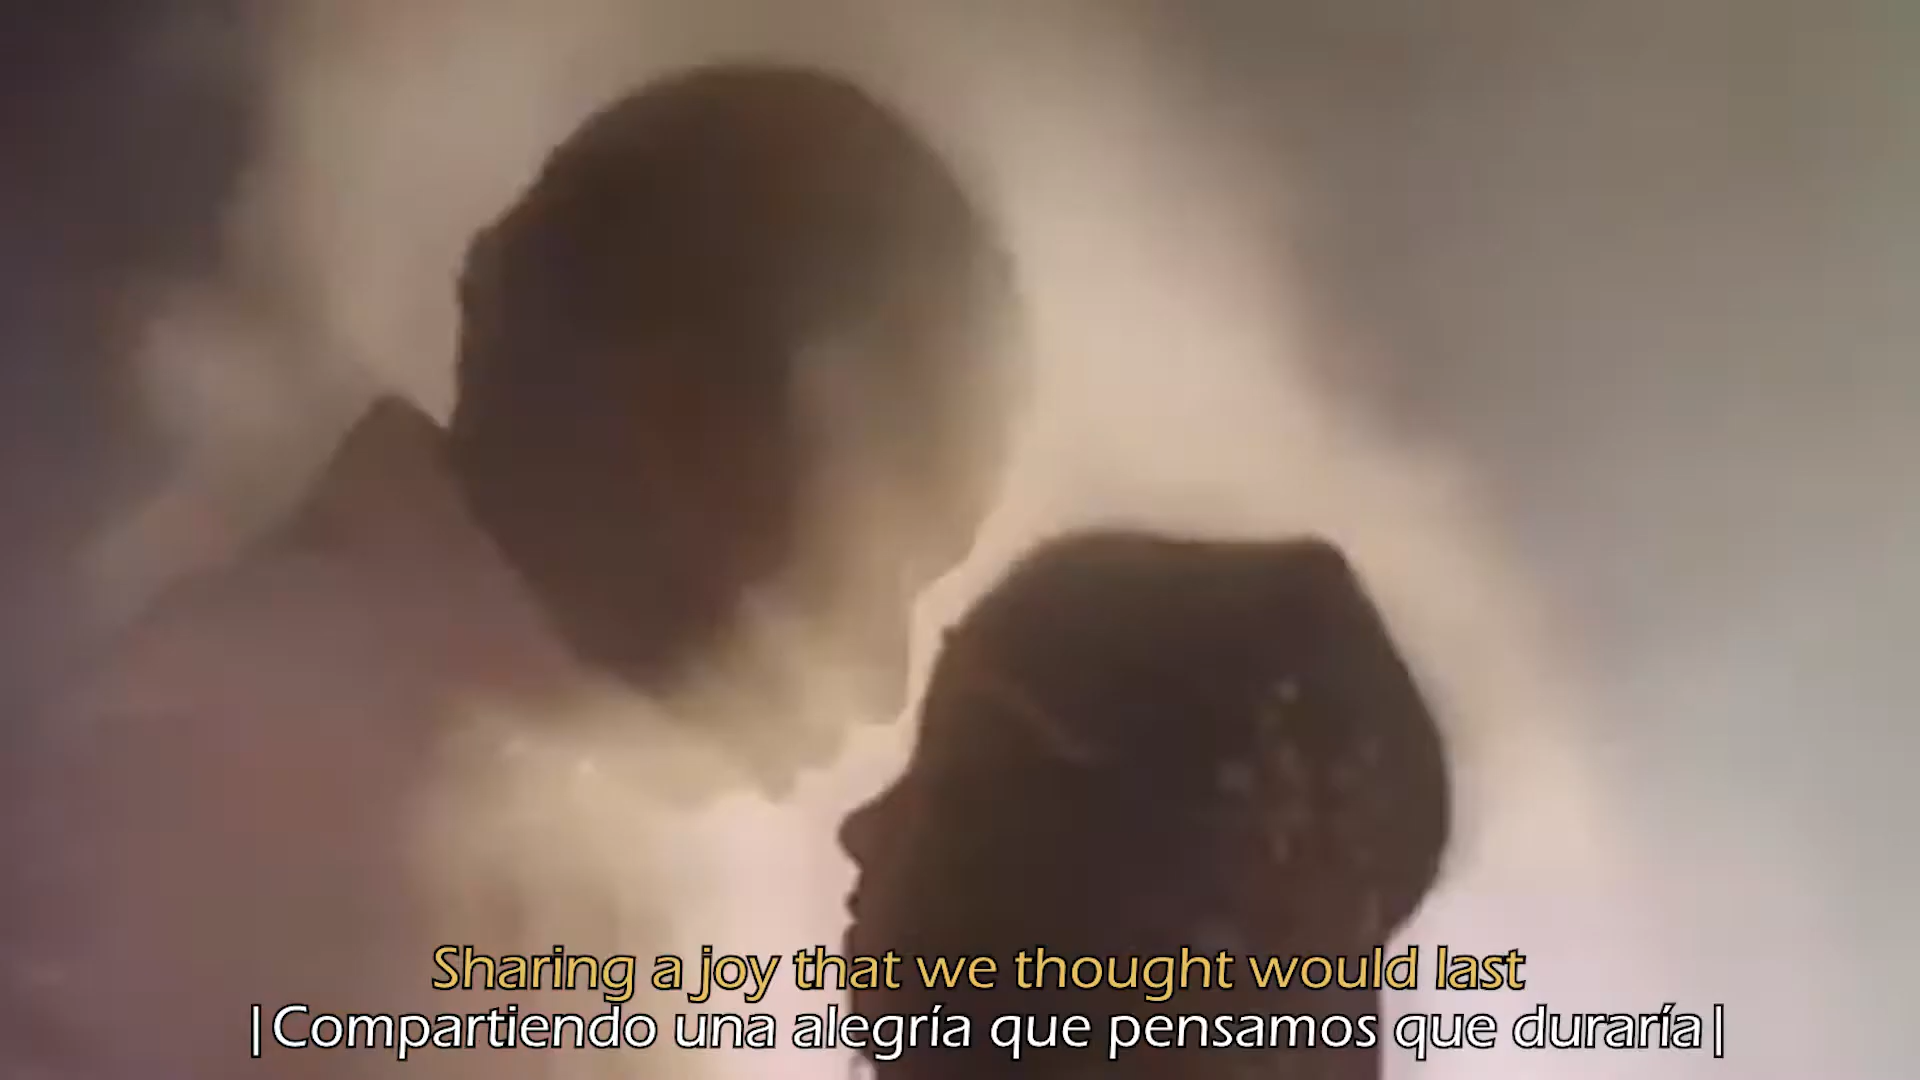 Sharing a joy that we thought would last
|Compartiendo una alegría que pensamos que duraría|